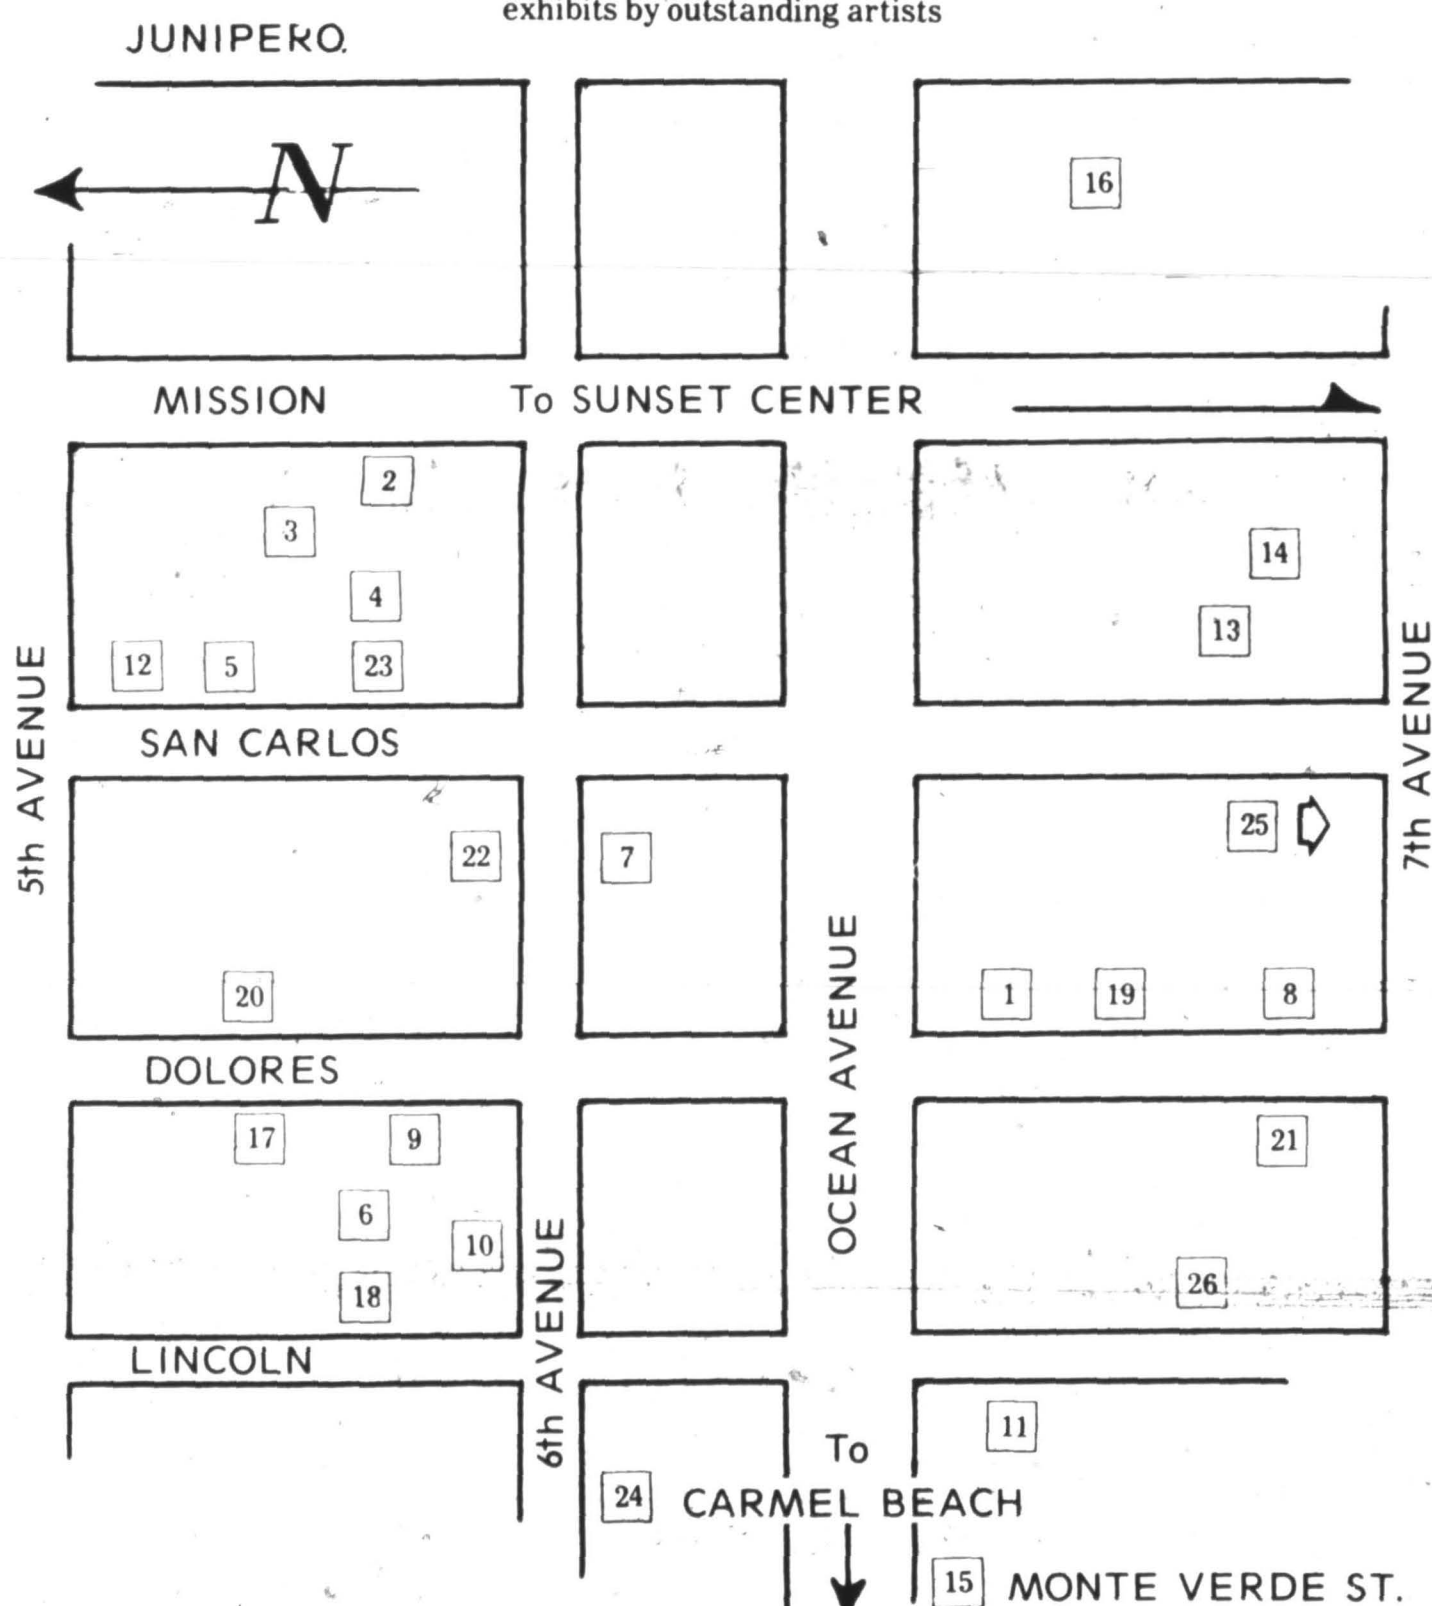 exhibits by outstanding artists
JUNIPERO.
N
16
MISSION To SUNSET CENTER
2
3
14
4
13
12 5 23
5th AVENUE
7th AVENUE
SAN CARLOS
25
22 7
20
1 19 8
OCEAN AVENUE
DOLORES
17 9
21
6
10
18
26
6th AVENUE
LINCOLN
11
To
24 CARMEL BEACH
15 MONTE VERDE ST.